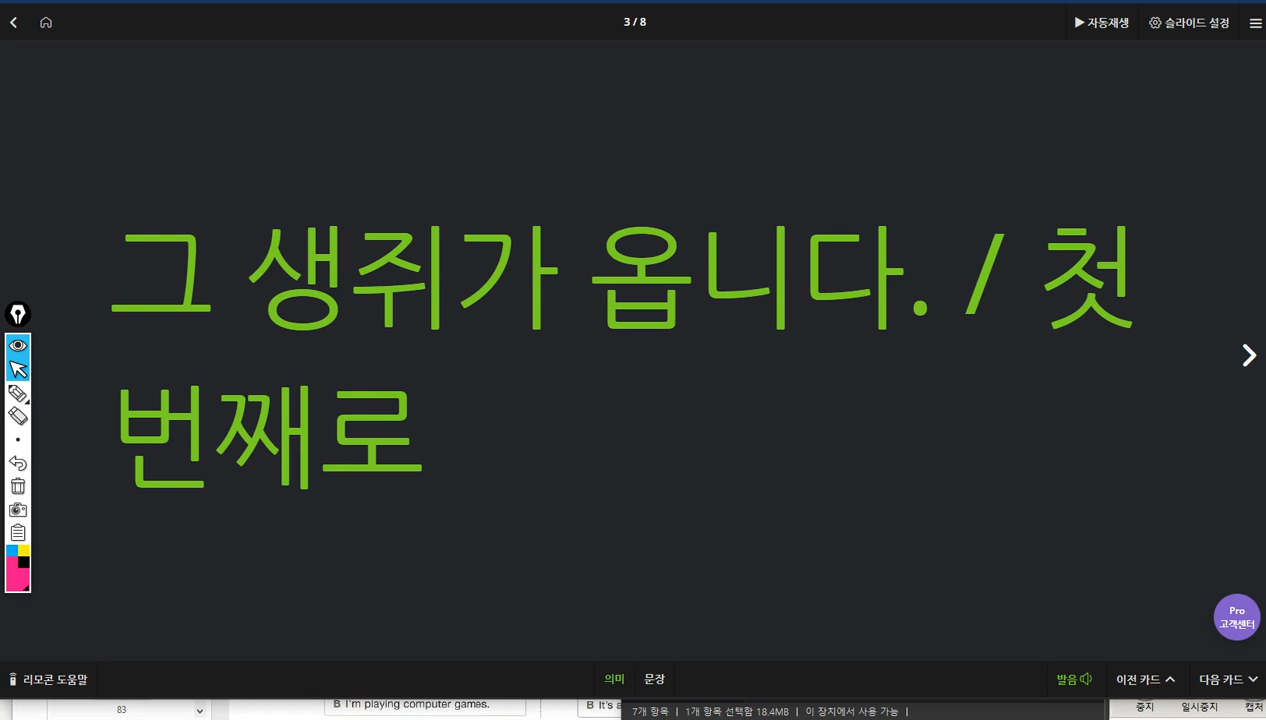 3 / 8
자동재생
슬라이드 설정
그 생쥐가 옵니다. / 첫
번째로
Pro
고객센터
리모콘 도움말
의미
문장
발음
이전 카드
다음 카드
83
B I'm playing computer games.
B It's a
7개 항목 | 1개 항목 선택함 18.4MB | 이 장치에서 사용 가능 |
중지
일시중지
캡처